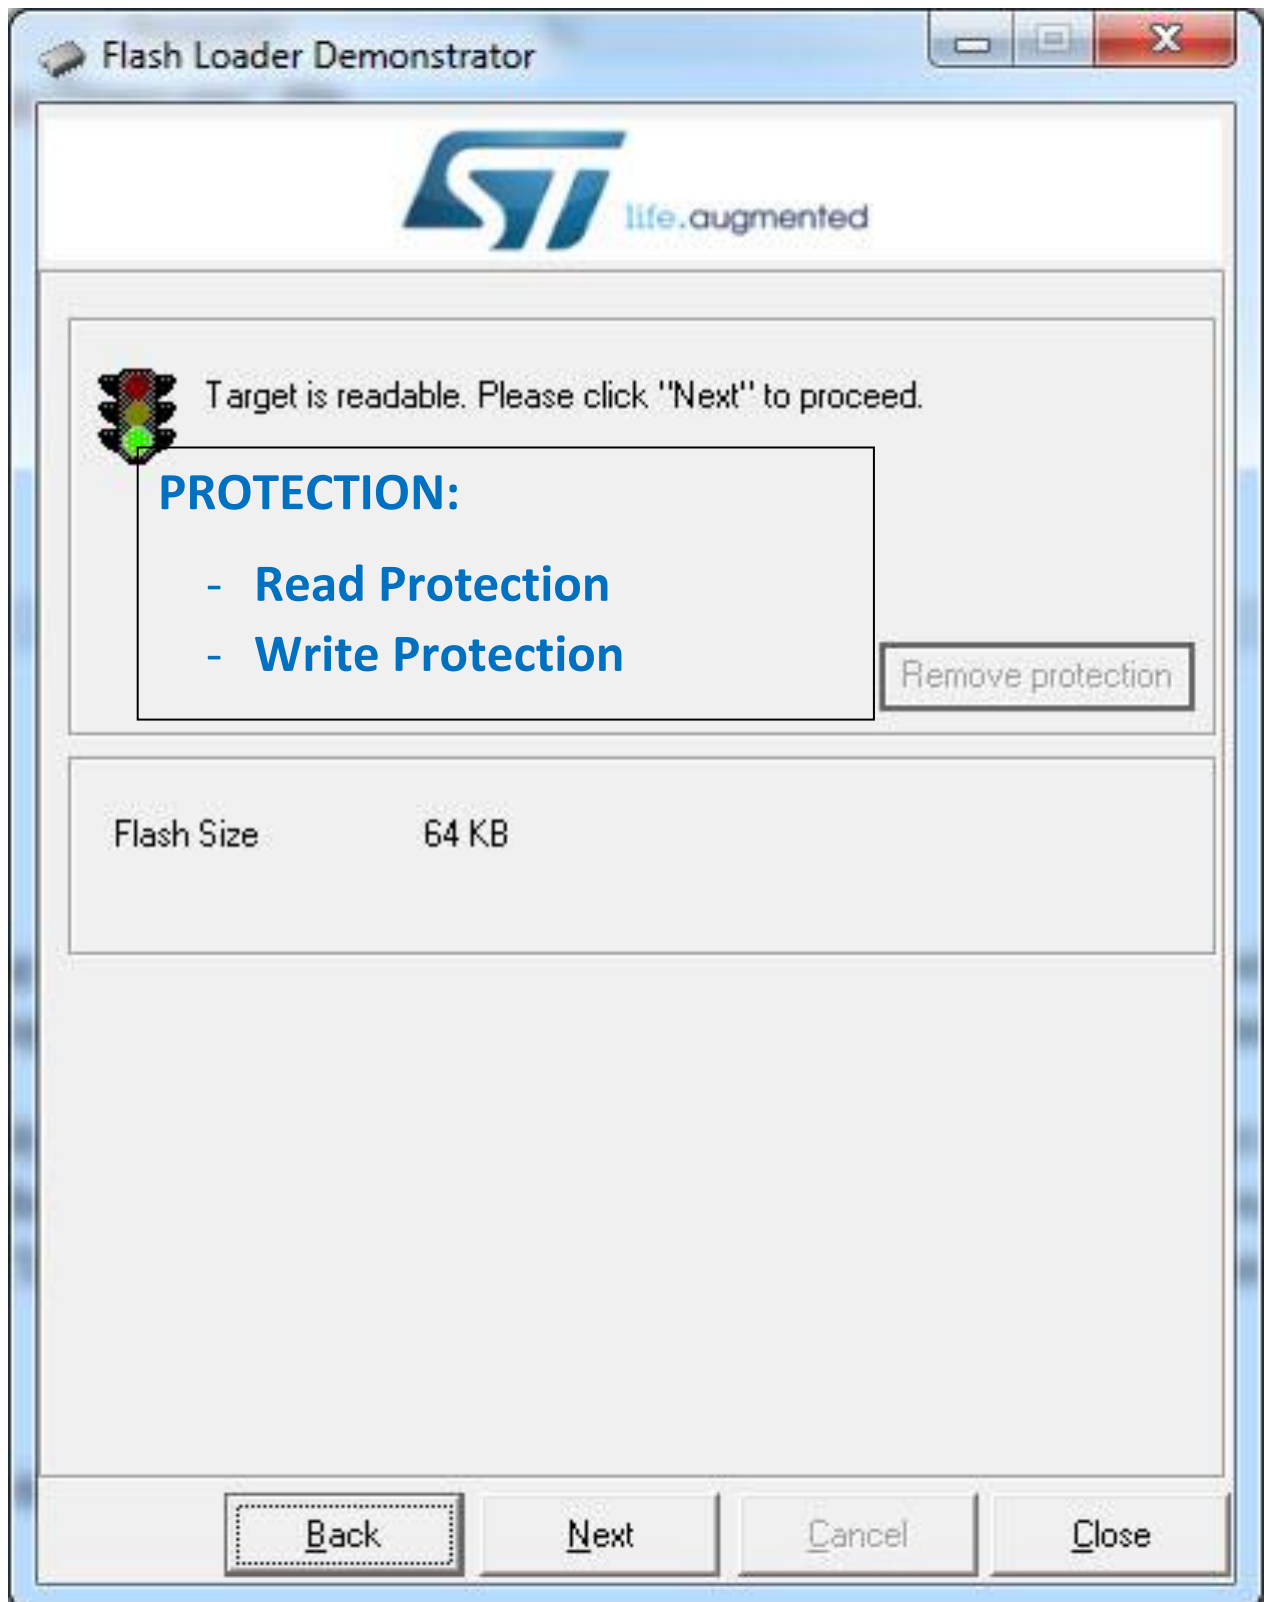 Flash Loader Demonstrator
ST
life.augmented
Target is readable. Please click "Next" to proceed.
PROTECTION:
- Read Protection
- Write Protection
Remove protection
Flash Size 64 KB
Back Next Cancel Close